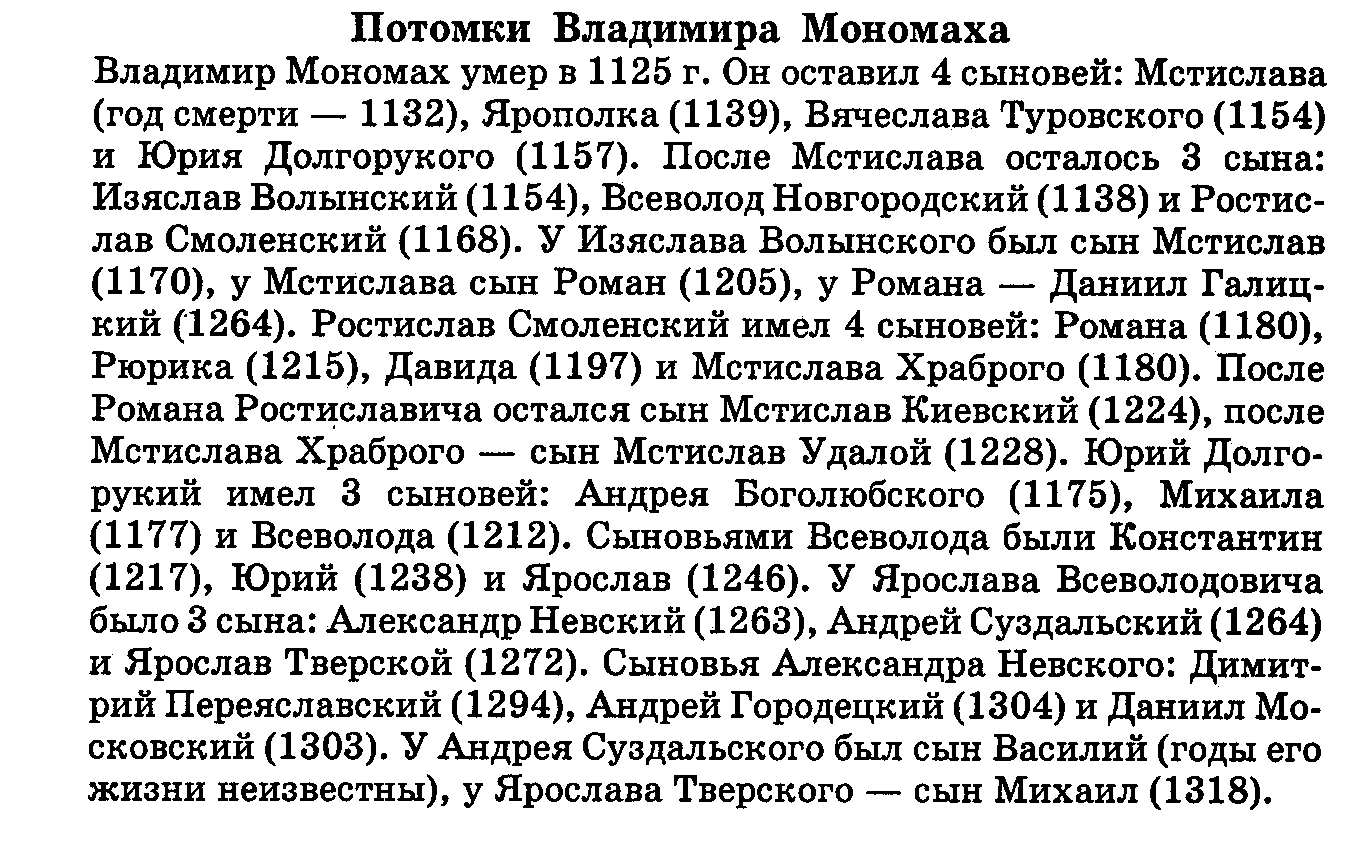 Потомки Владимира Мономаха
Владимир Мономах умер в 1125 г. Он оставил 4 сыновей: Мстислава
(год смерти — 1132), Ярополка (1139), Вячеслава Туровского (1154)
и Юрия Долгорукого (1157). После Мстислава осталось 3 сына:
Изяслав Волынский (1154), Всеволод Новгородский (1138) и Ростис-
лав Смоленский (1168). У Изяслава Волынского был сын Мстислав
(1170), у Мстислава сын Роман (1205), у Романа — Даниил Галиц-
кий (1264). Ростислав Смоленский имел 4 сыновей: Романа (1180),
Рюрика (1215), Давида (1197) и Мстислава Храброго (1180). После
Романа Ростиславича остался сын Мстислав Киевский (1224), после
Мстислава Храброго — сын Мстислав Удалой (1228). Юрий Долго-
рукий имел 3 сыновей: Андрея Боголюбского (1175), Михаила
(1177) и Всеволода (1212). Сыновьями Всеволода были Константин
(1217), Юрий (1238) и Ярослав (1246). У Ярослава Всеволодовича
было 3 сына: Александр Невский (1263), Андрей Суздальский (1264)
и Ярослав Тверской (1272). Сыновья Александра Невского: Димит-
рий Переяславский (1294), Андрей Городецкий (1304) и Даниил Мо-
сковский (1303). У Андрея Суздальского был сын Василий (годы его
жизни неизвестны), у Ярослава Тверского — сын Михаил (1318).